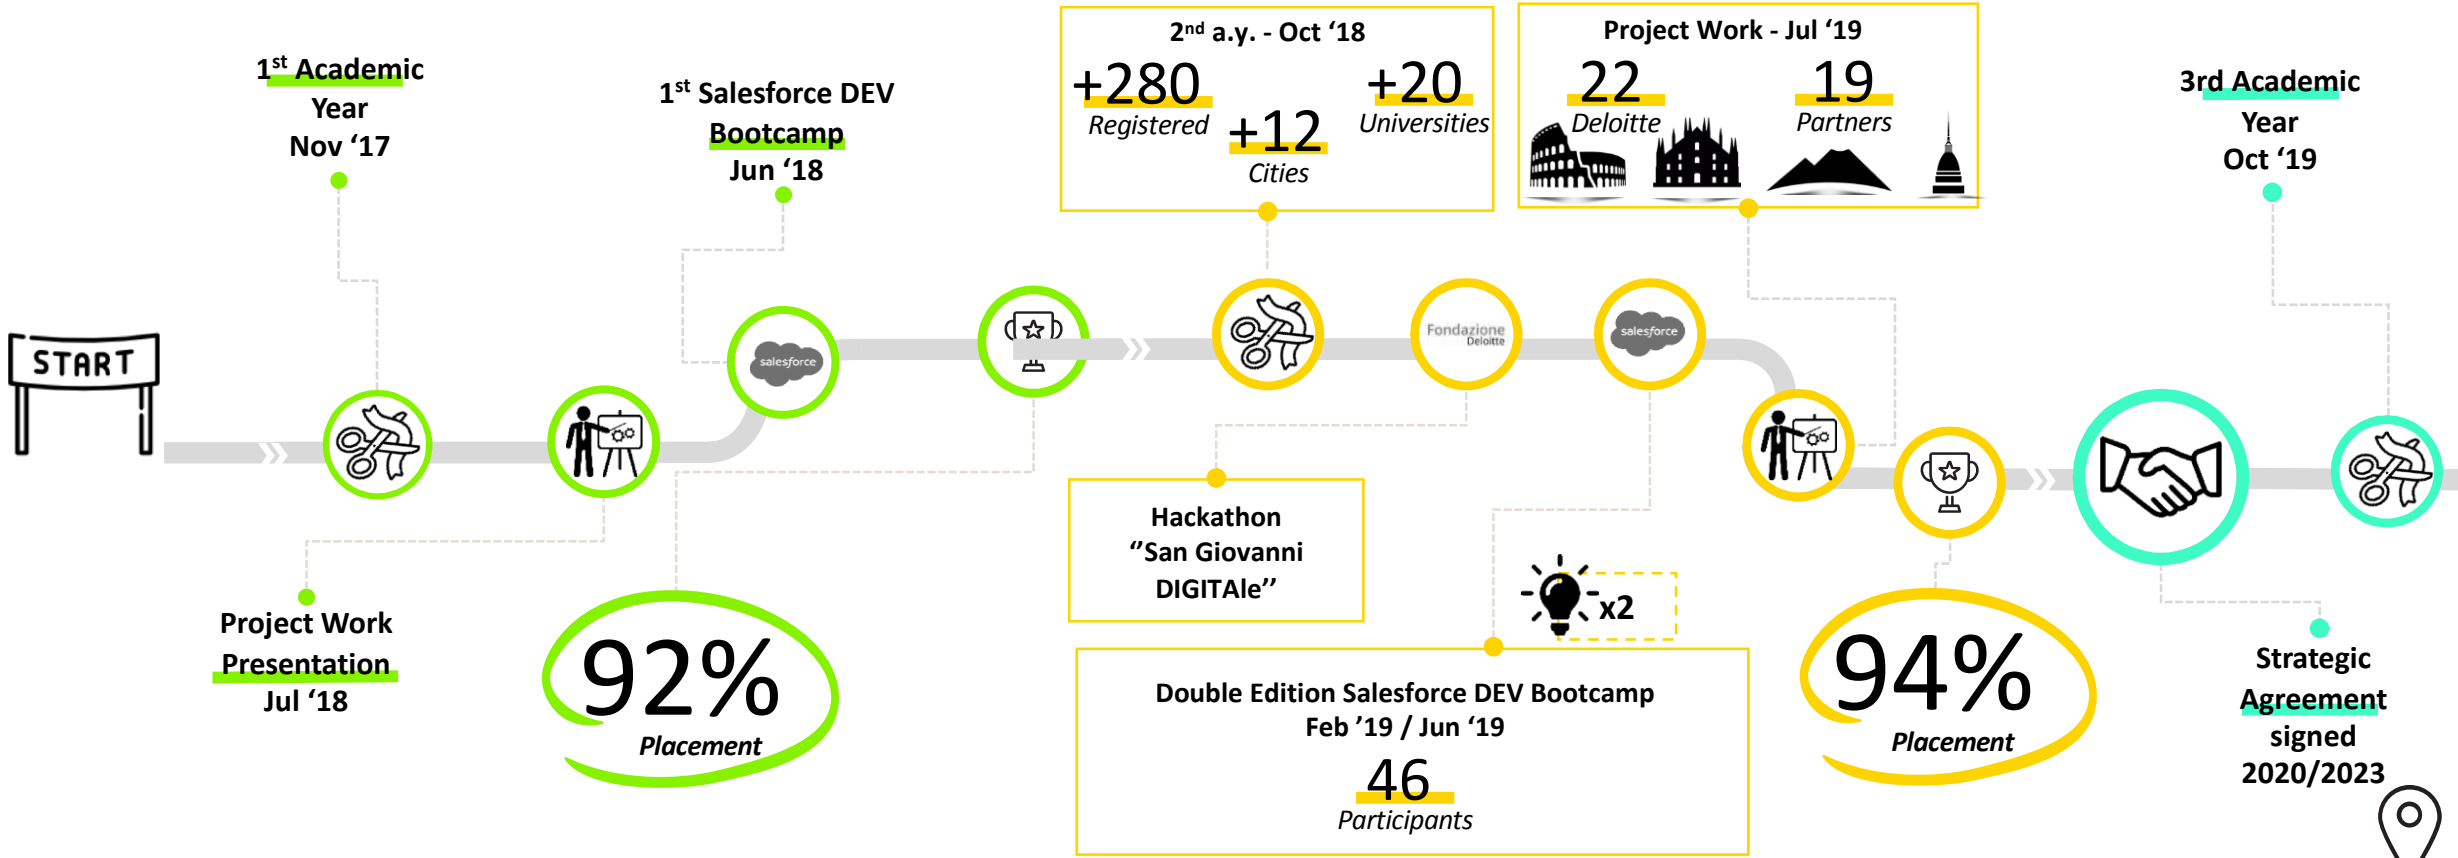 START
1st Academic
Year
Nov ‘17
Project Work
Presentation
Jul ‘18
1st Salesforce DEV
Bootcamp
Jun ‘18
salesforce
92%
Placement
2nd a.y. - Oct ‘18
+280
Registered
+12
Cities
+20
Universities
Fondazione
Deloitte
Hackathon
‘’San Giovanni
DIGITAle’’
salesforce
x2
Double Edition Salesforce DEV Bootcamp
Feb ’19 / Jun ‘19
46
Participants
Project Work - Jul ‘19
22
Deloitte
19
Partners
94%
Placement
Strategic
Agreement
signed
2020/2023
3rd Academic
Year
Oct ‘19